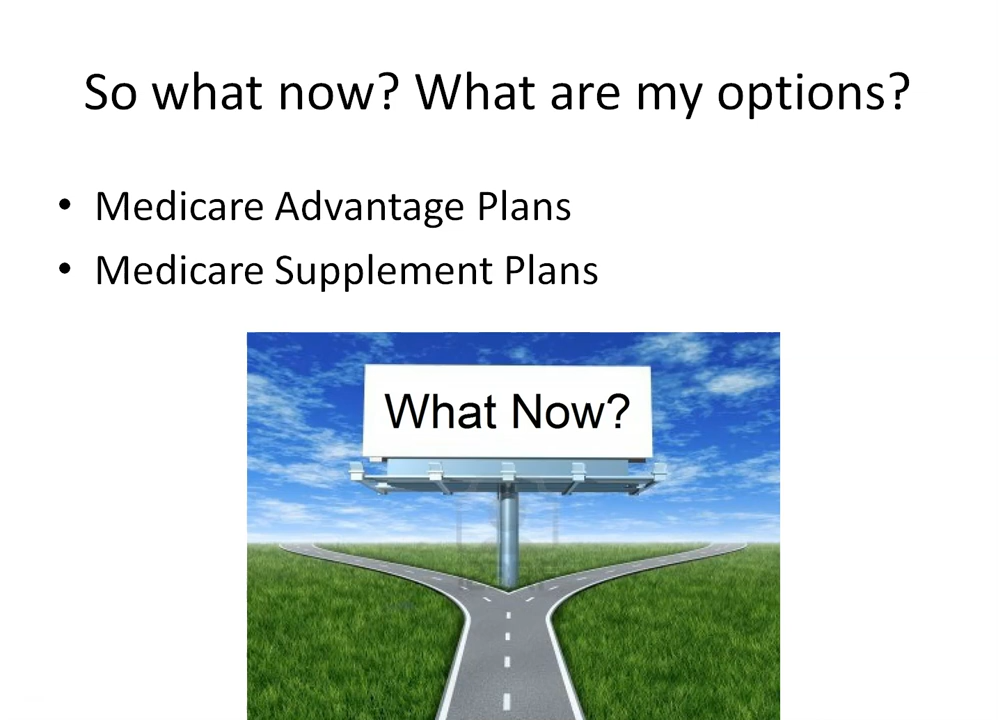 So what now? What are my options?
• Medicare Advantage Plans
• Medicare Supplement Plans
What Now?